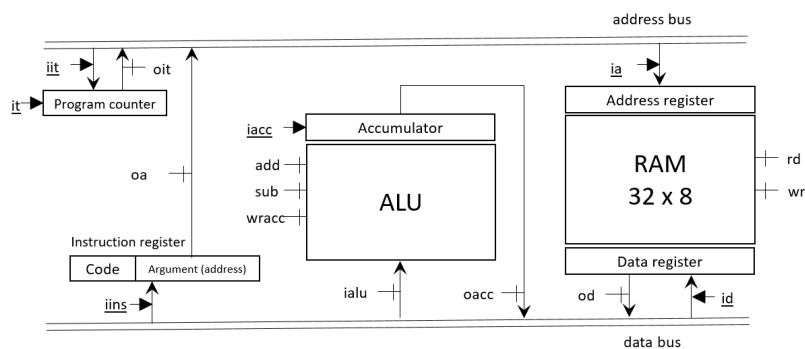 address bus
iit
oit
ia
it
Program counter
Address register
iacc
Accumulator
RAM
32 x 8
rd
wr
add
sub
wracc
ALU
oa
Instruction register
Code
Argument (address)
Data register
iins
ialu
oacc
od
id
data bus